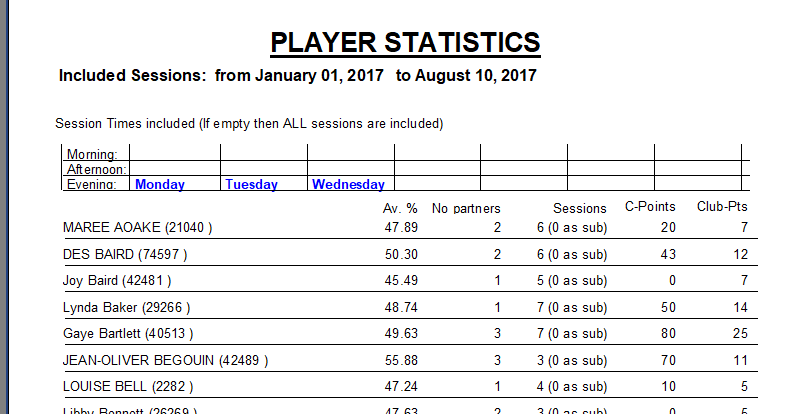 PLAYER STATISTICS
Included Sessions: from January 01, 2017 to August 10, 2017
Session Times included (If empty then ALL sessions are included)
Morning:
Afternoon:
Evening: Monday Tuesday Wednesday
Av. % No partners Sessions C-Points Club-Pts
MAREE AOAKE (21040 ) 47.89 2 6 (0 as sub) 20 7
DES BAIRD (74597 ) 50.30 2 6 (0 as sub) 43 12
Joy Baird (42481 ) 45.49 1 5 (0 as sub) 0 7
Lynda Baker (29266 ) 48.74 1 7 (0 as sub) 50 14
Gaye Bartlett (40513 ) 49.63 3 7 (0 as sub) 80 25
JEAN-OLIVER BEGOUIN (42489 ) 55.88 3 3 (0 as sub) 70 11
LOUISE BELL (2282 ) 47.24 1 4 (0 as sub) 10 5
Libby Bennett (26269 ) 47.63 2 3 (0 as sub) 0